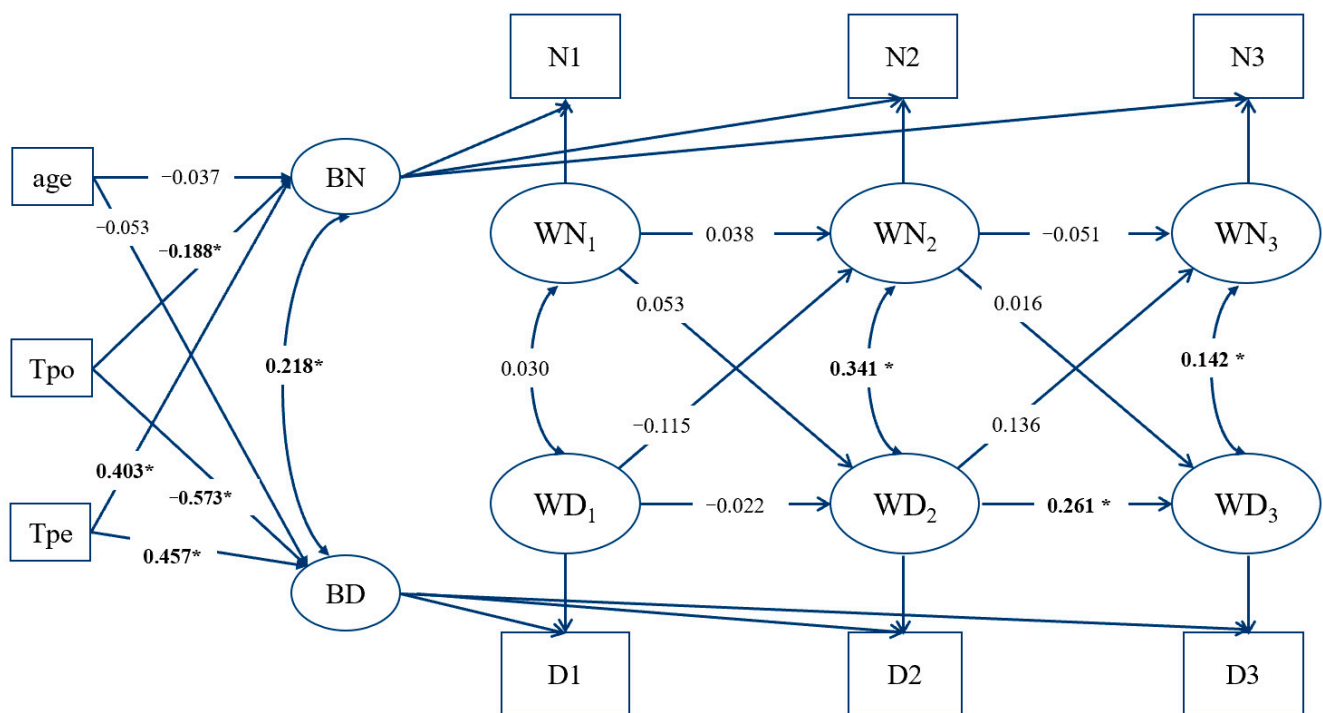 N1
N2
N3
age
−0.037
BN
−0.053
−0.188*
WN1
0.038
WN2
−0.051
WN3
0.053
0.016
Tpo
0.218*
0.030
0.341 *
0.142 *
−0.115
0.136
0.403*
−0.573*
Tpe
0.457*
WD1
−0.022
WD2
0.261 *
WD3
BD
D1
D2
D3